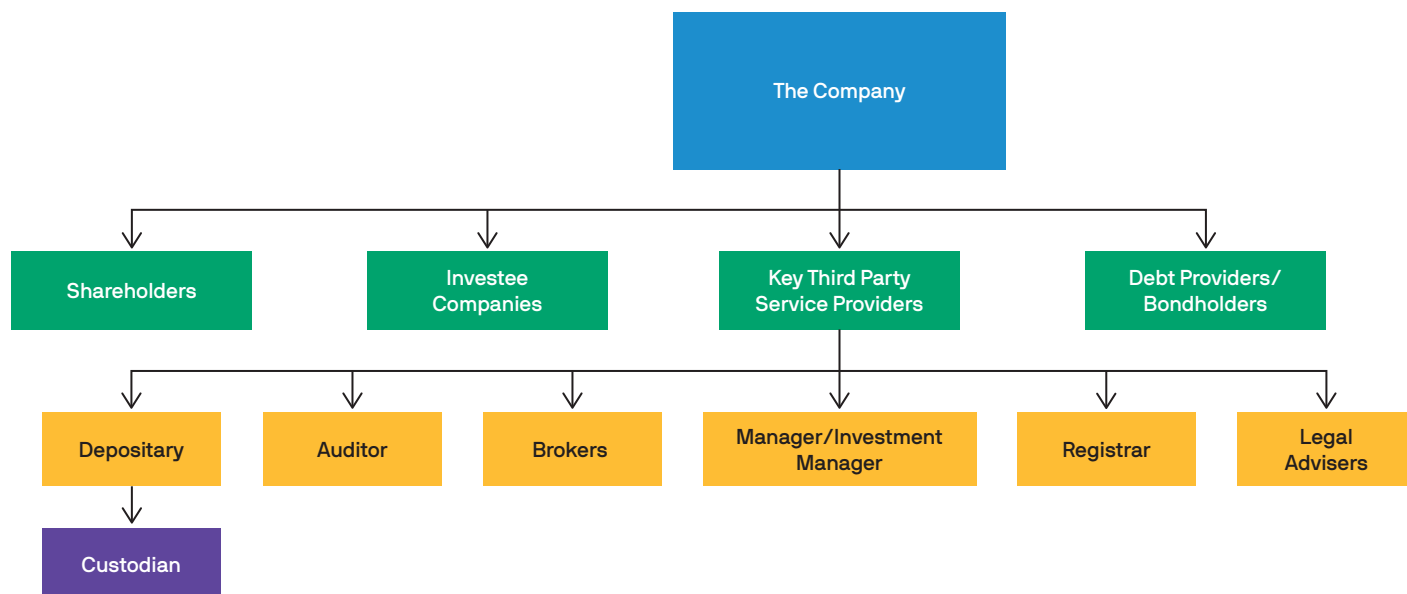 The Company
Shareholders
Investee
Companies
Key Third Party
Service Providers
Debt Providers/
Bondholders
Depositary
Auditor
Brokers
Manager/Investment
Manager
Registrar
Legal
Advisers
Custodian